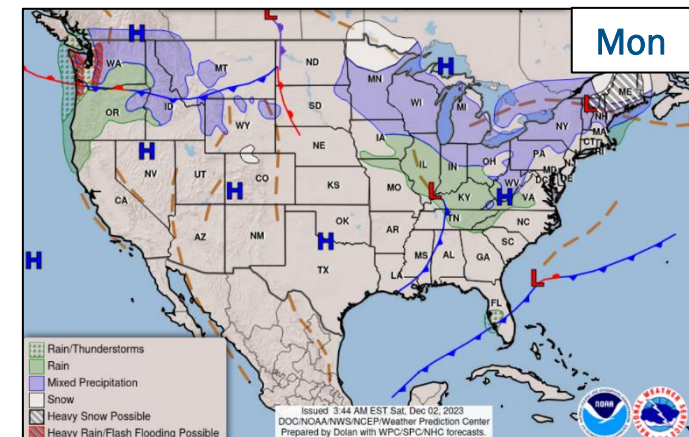 Mon
L
H
WA
MT
ND
MN
H
ME
L
OR
ID
SD
WI
MI
NH
WY
NY
MA
CT
RI
IA
H
NE
PA
NJ
NV
UT
CO
IL
IN
OH
MD
DE
DC
H
L
WV
H
VA
CA
KS
MO
KY
OK
TN
NC
AZ
NM
H
AR
SC
H
TX
MS
AL
GA
LA
L
FL
Rain/Thunderstorms
Rain
Mixed Precipitation
Snow
Heavy Snow Possible
Heavy Rain/Flash Flooding Possible
Issued 3:44 AM EST Sat, Dec 02, 2023
DOC/NOAA/NWS/NCEP/Weather Prediction Center
Prepared by Dolan with WPC/SPC/NHC forecasts.
NOAA
NATIONAL WEATHER